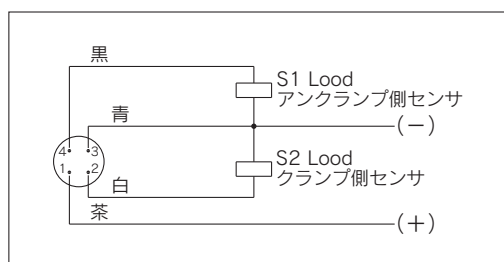 黒
S1 Lood
アンクランプ側センサ
青
(−)
4 3
1 2
S2 Lood
クランプ側センサ
白
茶
(+)